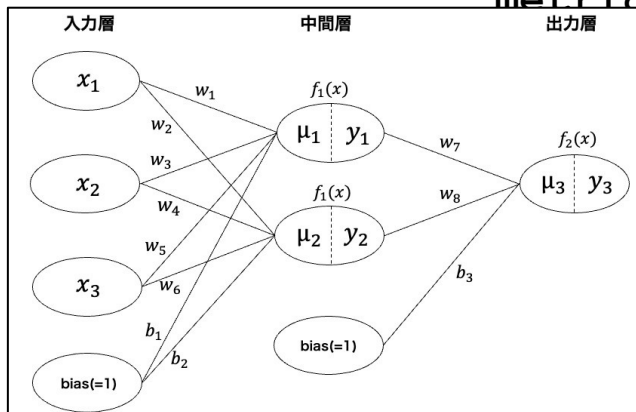 入力層
中間層
出力層
x₁
x₂
x₃
bias(=1)
w₁
w₂
w₃
w₄
w₅
w₆
b₁
b₂
f₁(x)
μ₁ y₁
f₁(x)
μ₂ y₂
bias(=1)
w₇
w₈
b₃
f₂(x)
μ₃ y₃